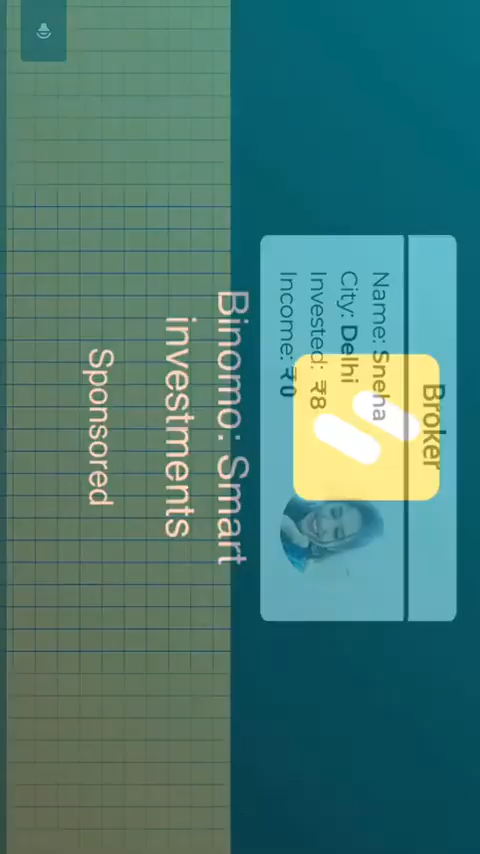 Broker
Name: Sneha
City: Delhi
Invested: ₹8
Income: ₹0
Binomo: Smart
investments
Sponsored